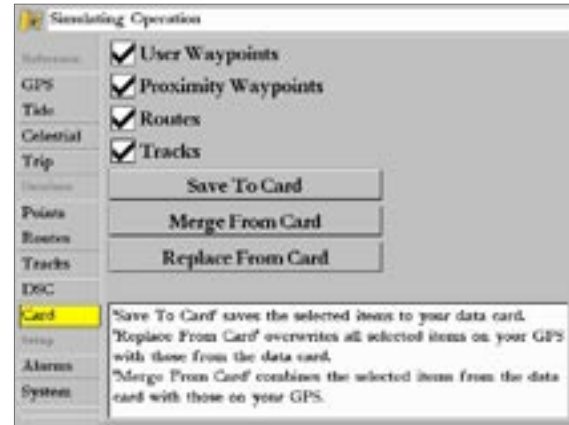 Simulating Operation
Reference
GPS
Tide
Celestial
Trip
Database
Points
Routes
Tracks
DSC
Card
Setup
Alarms
System
User Waypoints
Proximity Waypoints
Routes
Tracks
Save To Card
Merge From Card
Replace From Card
'Save To Card' saves the selected items to your data card.
'Replace From Card' overwrites all selected items on your GPS
with those from the data card.
'Merge From Card' combines the selected items from the data
card with those on your GPS.